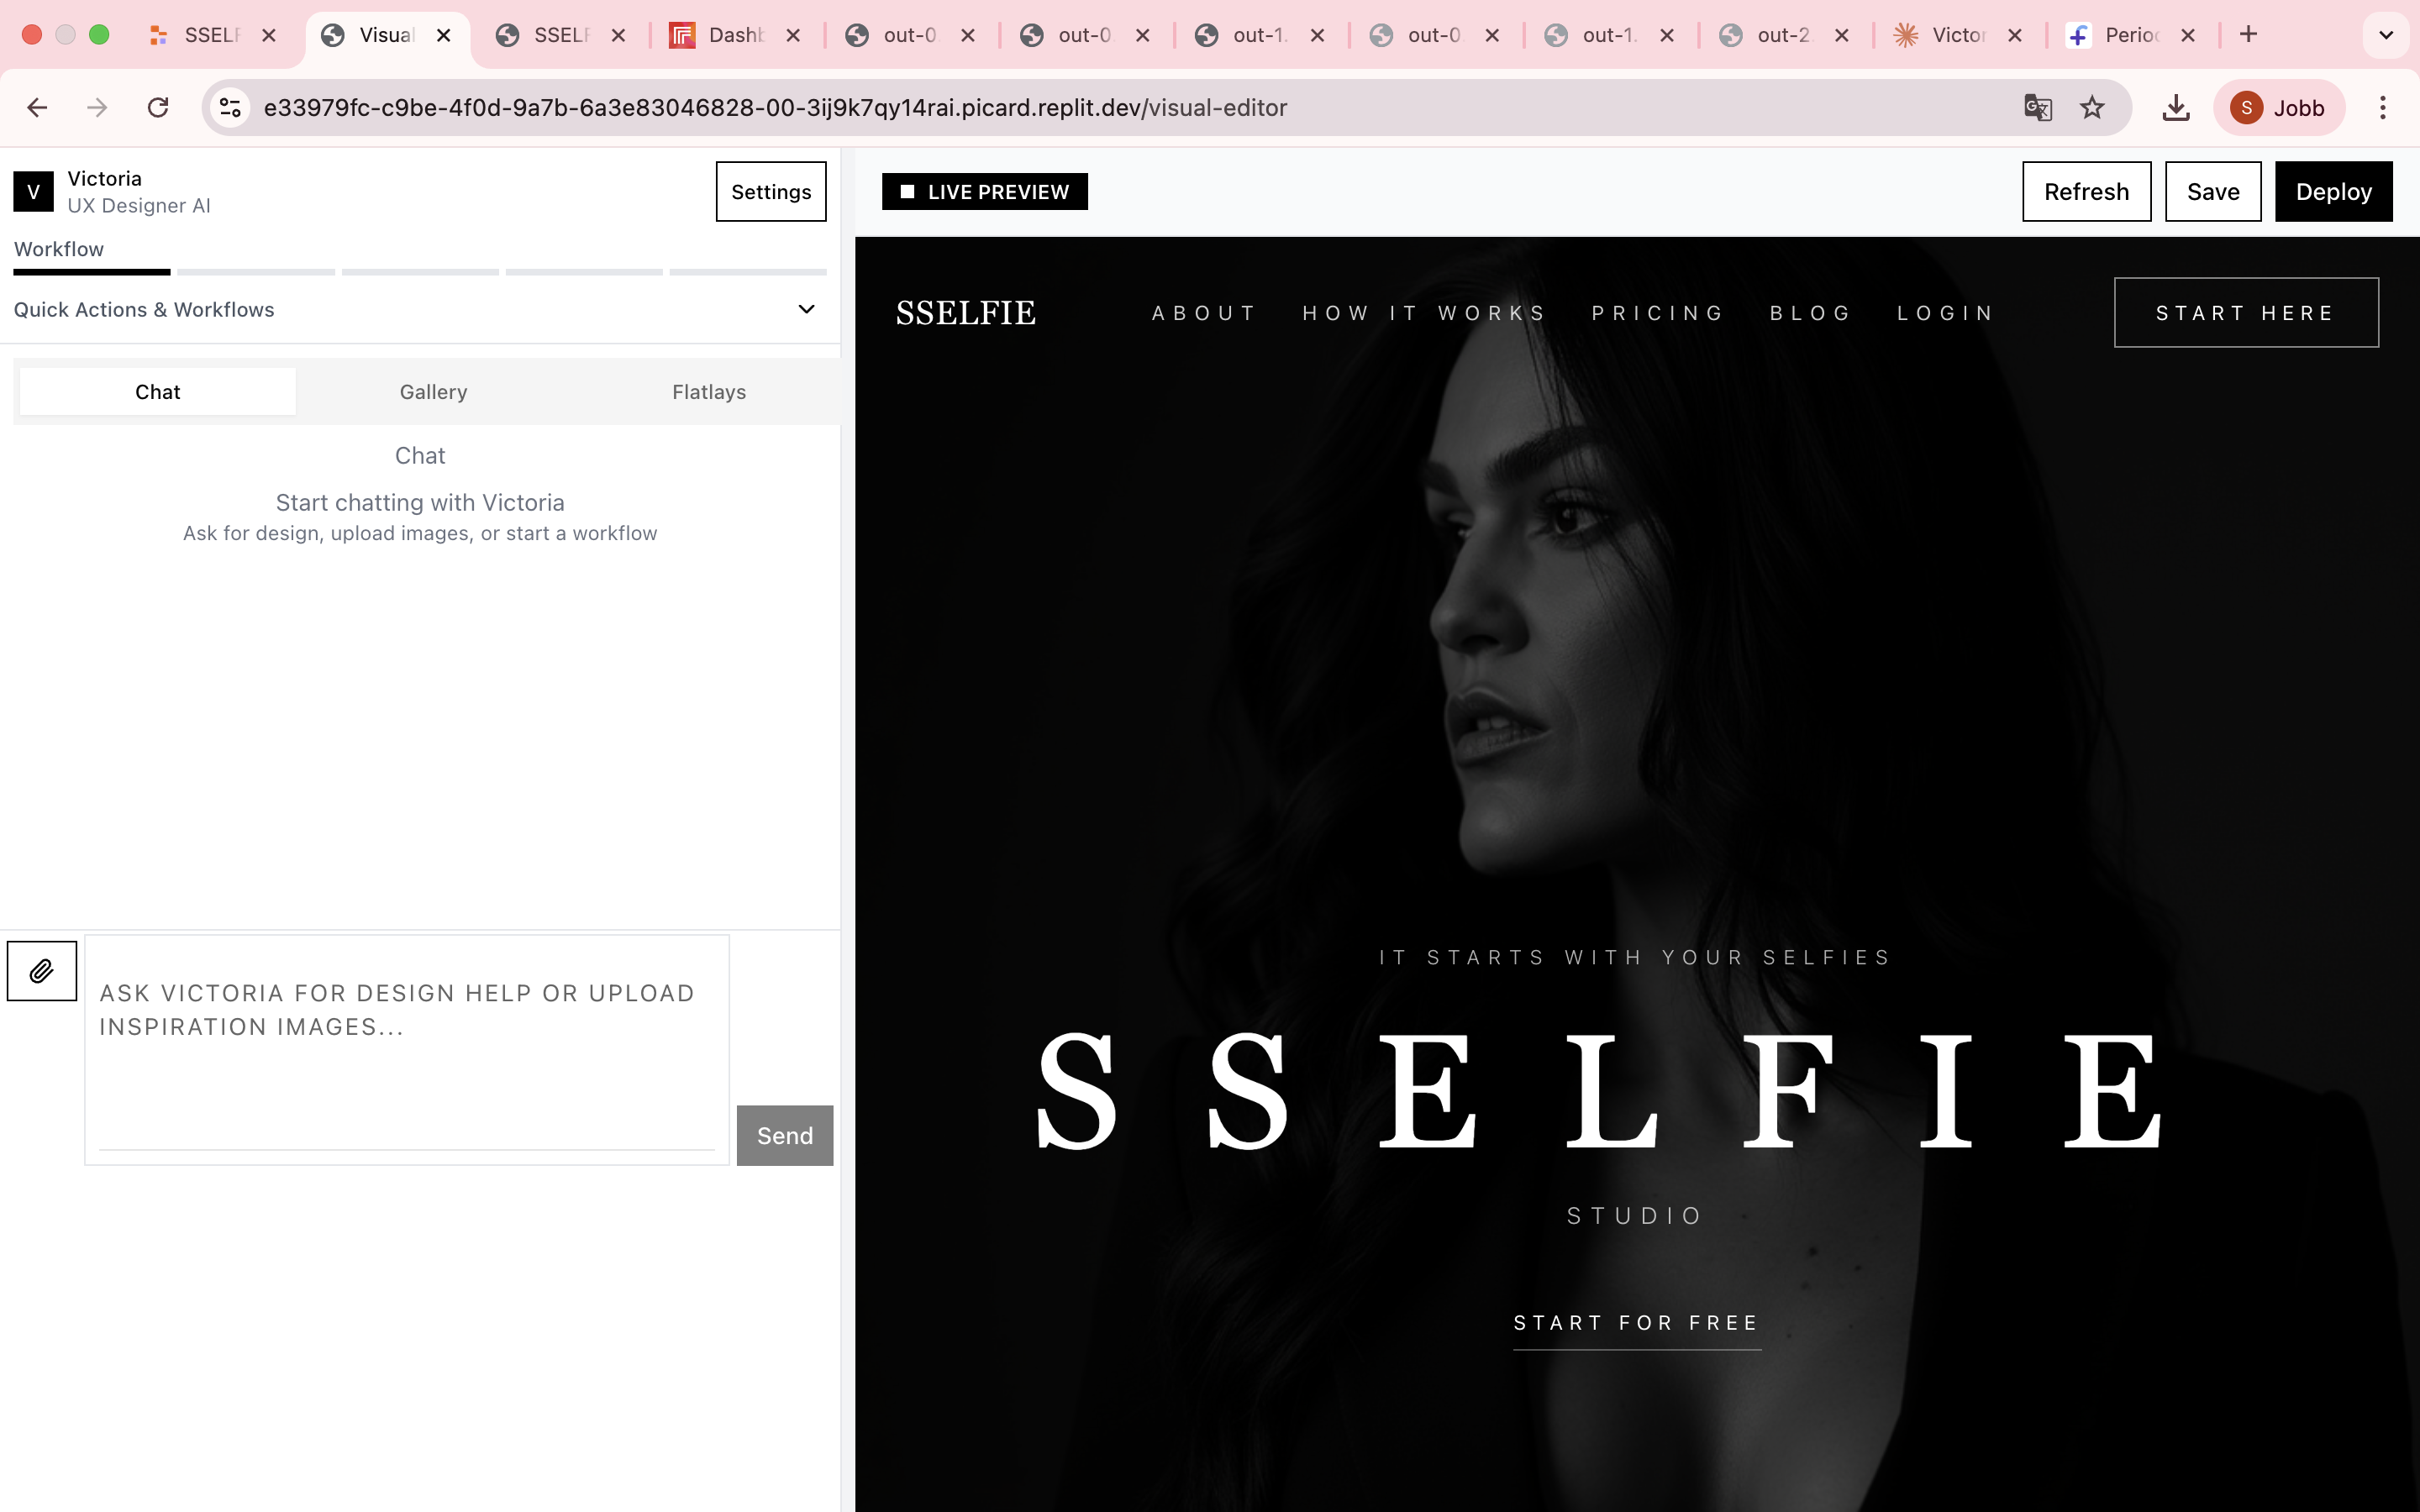 SSELF
Visual
SSELF
Dashb
out-0.
out-0.
out-1.
out-0.
out-1.
out-2.
Victor
Period
e33979fc-c9be-4f0d-9a7b-6a3e83046828-00-3ij9k7qy14rai.picard.replit.dev/visual-editor
S
Jobb
V
Victoria
UX Designer AI
Settings
Workflow
Quick Actions & Workflows
Chat
Gallery
Flatlays
Chat
Start chatting with Victoria
Ask for design, upload images, or start a workflow
ASK VICTORIA FOR DESIGN HELP OR UPLOAD
INSPIRATION IMAGES...
Send
LIVE PREVIEW
Refresh
Save
Deploy
SSELFIE
ABOUT
HOW IT WORKS
PRICING
BLOG
LOGIN
START HERE
IT STARTS WITH YOUR SELFIES
SSELFIE
STUDIO
START FOR FREE